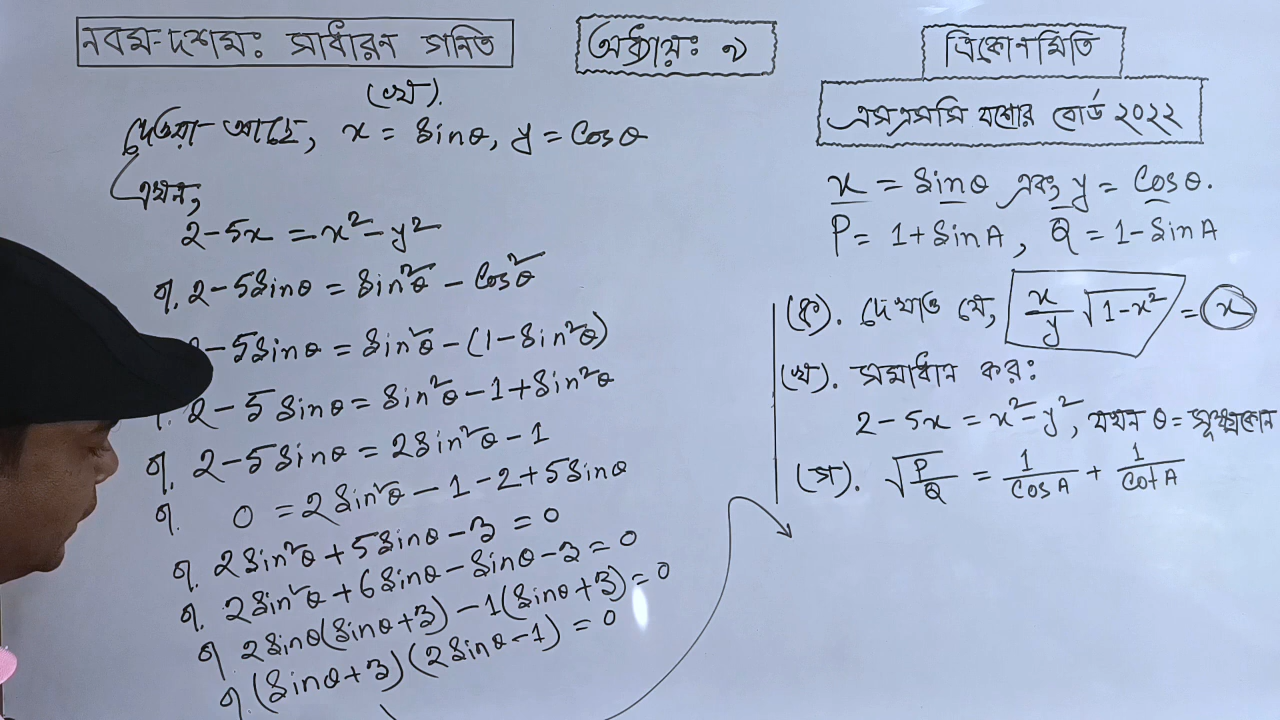 নবম-দশমঃ সাধারন গনিত
অধ্যায়ঃ ৯
ত্রিকোনমিতি
এসএসসি যশোর বোর্ড ২০২২
x = Sinθ এবং y = Cosθ.
P = 1 + SinA , Q = 1 - SinA
(ক). দেখাও যে, x/y √(1-x²) = x
(খ). সমাধান করঃ
2 - 5x = x² - y², যখন θ = সূক্ষ্মকোন
(গ). √(P/Q) = 1/CosA + 1/CotA
(খ).
দেওয়া আছে, x = Sinθ, y = Cosθ
এখন,
2 - 5x = x² - y²
বা, 2 - 5Sinθ = Sin²θ - Cos²θ
2 - 5Sinθ = Sin²θ - (1 - Sin²θ)
বা, 2 - 5Sinθ = Sin²θ - 1 + Sin²θ
বা, 2 - 5Sinθ = 2Sin²θ - 1
বা, 0 = 2Sin²θ - 1 - 2 + 5Sinθ
বা, 2Sin²θ + 5Sinθ - 3 = 0
বা, 2Sin²θ + 6Sinθ - Sinθ - 3 = 0
বা, 2Sinθ(Sinθ+3) - 1(Sinθ+3) = 0
বা, (Sinθ+3)(2Sinθ-1) = 0